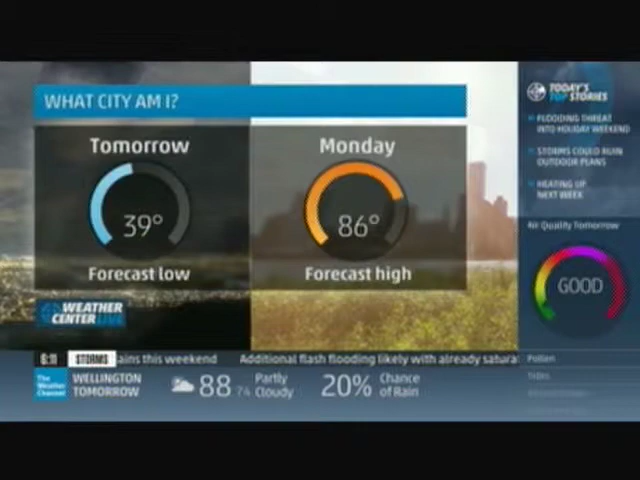 WHAT CITY AM I?
Tomorrow
39°
Forecast low
Monday
86°
Forecast high
WEATHER
CENTER LIVE
TODAY'S
TOP STORIES
FLOODING THREAT
INTO HOLIDAY WEEKEND
STORMS COULD RUIN
OUTDOOR PLANS
HEATING UP
NEXT WEEK
Air Quality Tomorrow
GOOD
Pollen
Tides
6:11 STORMS ains this weekend Additional flash flooding likely with already satura
The
Weather
Channel
WELLINGTON
TOMORROW
88 74 Partly
Cloudy
20% Chance
of Rain